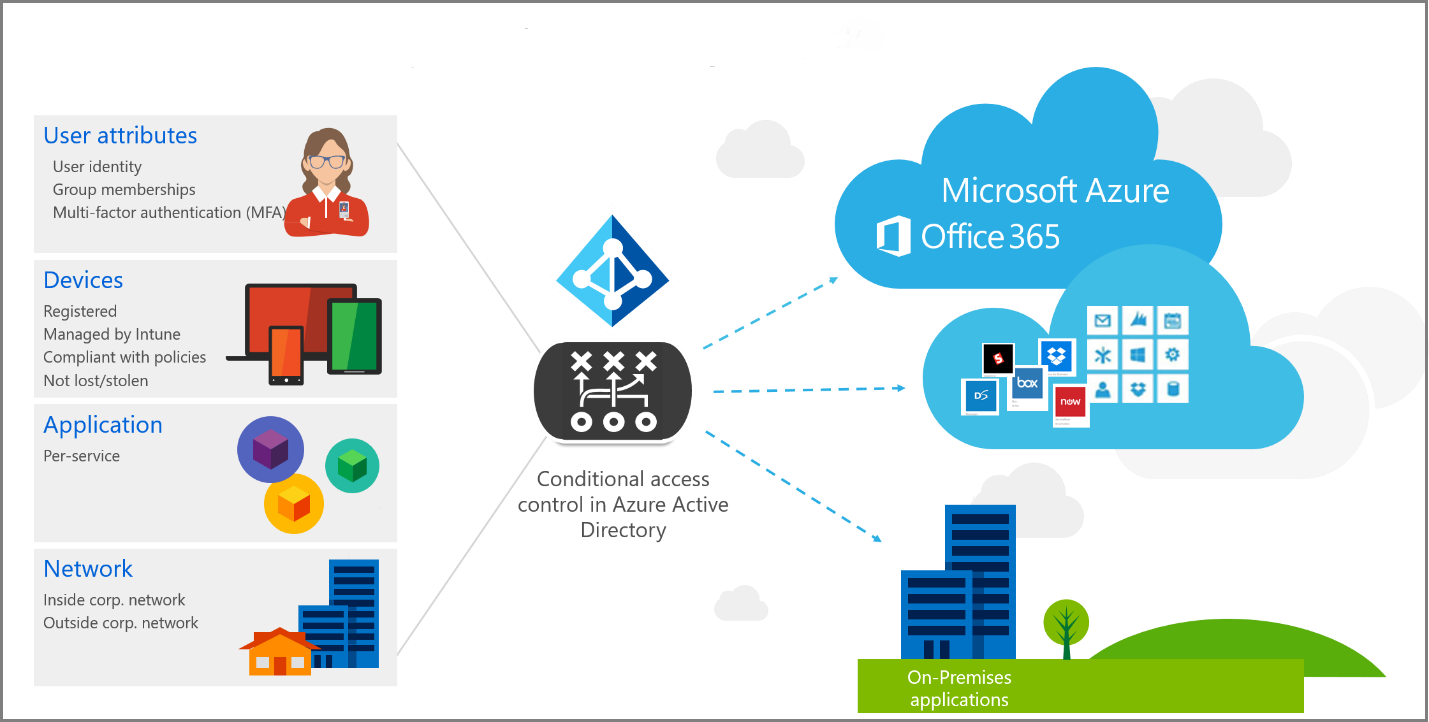 User attributes
User identity
Group memberships
Multi-factor authentication (MFA)
Devices
Registered
Managed by Intune
Compliant with policies
Not lost/stolen
Application
Per-service
Network
Inside corp. network
Outside corp. network
Conditional access
control in Azure Active
Directory
Microsoft Azure
Office 365
S
DS
box
now
On-Premises
applications